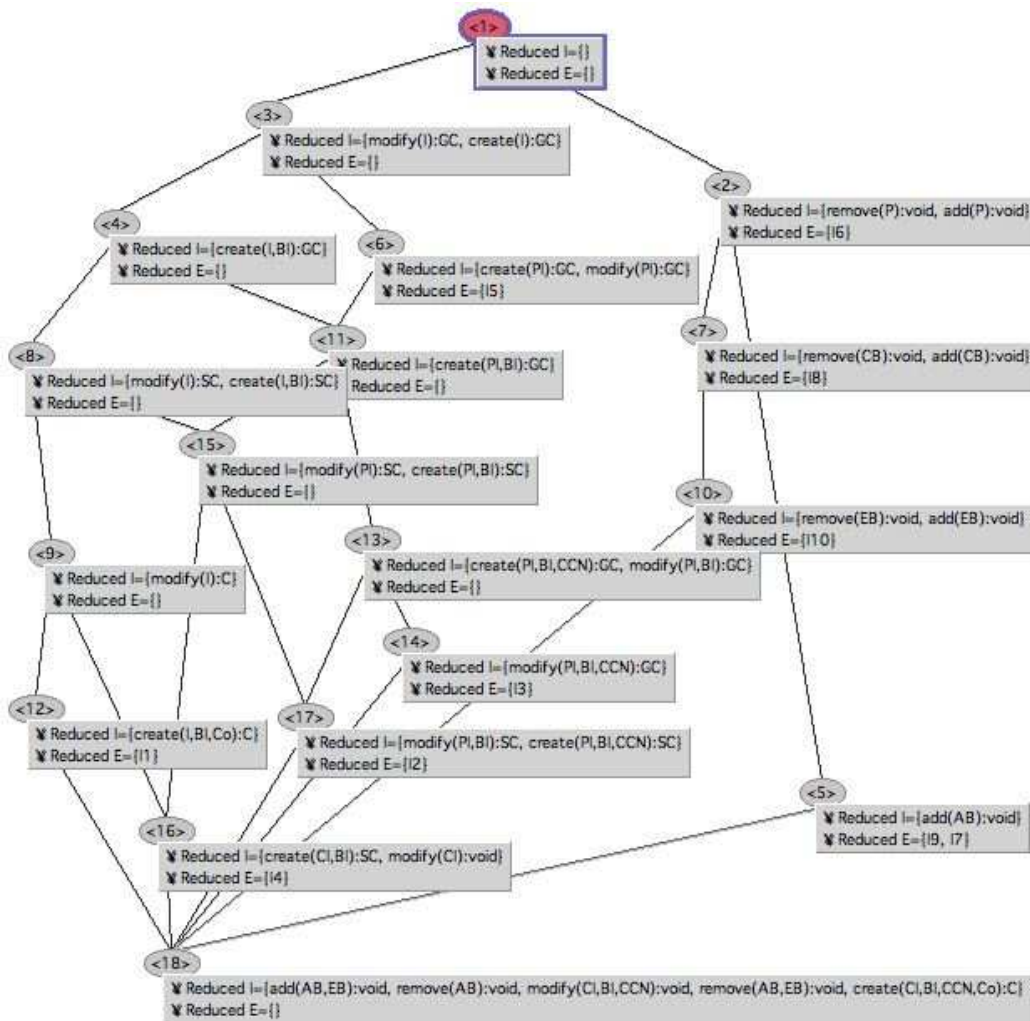 <1>
¥ Reduced I={}
¥ Reduced E={}
<3>
¥ Reduced I={modify(I):GC, create(I):GC}
¥ Reduced E={}
<2>
¥ Reduced I={remove(P):void, add(P):void}
¥ Reduced E={I6}
<4>
¥ Reduced I={create(I,BI):GC}
¥ Reduced E={}
<6>
¥ Reduced I={create(PI):GC, modify(PI):GC}
¥ Reduced E={I5}
<7>
¥ Reduced I={remove(CB):void, add(CB):void}
¥ Reduced E={I8}
<8>
¥ Reduced I={modify(I):SC, create(I,BI):SC}
¥ Reduced E={}
<11>
¥ Reduced I={create(PI,BI):GC}
Reduced E={}
<15>
¥ Reduced I={modify(PI):SC, create(PI,BI):SC}
¥ Reduced E={}
<10>
¥ Reduced I={remove(EB):void, add(EB):void}
¥ Reduced E={I10}
<9>
¥ Reduced I={modify(I):C}
¥ Reduced E={}
<13>
¥ Reduced I={create(PI,BI,CCN):GC, modify(PI,BI):GC}
¥ Reduced E={}
<14>
¥ Reduced I={modify(PI,BI,CCN):GC}
¥ Reduced E={I3}
<12>
¥ Reduced I={create(I,BI,Co):C}
¥ Reduced E={I1}
<17>
¥ Reduced I={modify(PI,BI):SC, create(PI,BI,CCN):SC}
¥ Reduced E={I2}
<5>
¥ Reduced I={add(AB):void}
¥ Reduced E={I9, I7}
<16>
¥ Reduced I={create(CI,BI):SC, modify(CI):void}
¥ Reduced E={I4}
<18>
¥ Reduced I={add(AB,EB):void, remove(AB):void, modify(CI,BI,CCN):void, remove(AB,EB):void, create(CI,BI,CCN,Co):C}
¥ Reduced E={}